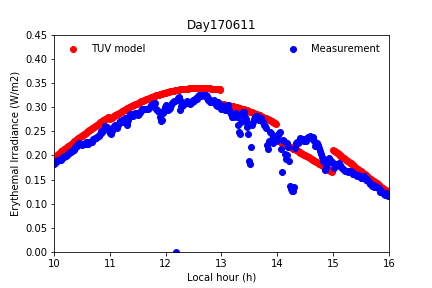 Day170611
TUV model
Measurement
Erythemal Irradiance (W/m2)
0.45
0.40
0.35
0.30
0.25
0.20
0.15
0.10
0.05
0.00
10 11 12 13 14 15 16
Local hour (h)